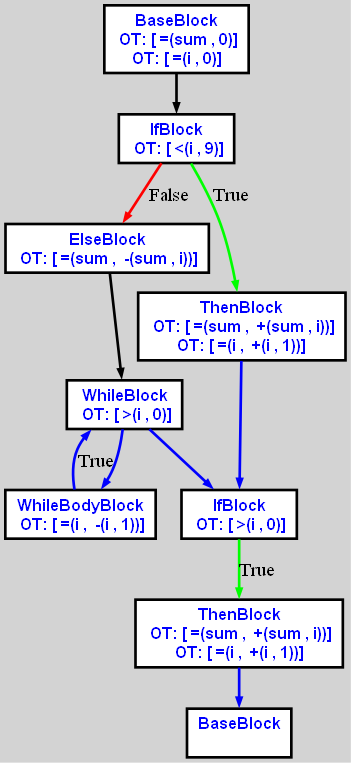 BaseBlock
OT: [ =(sum , 0)]
OT: [ =(i , 0)]
IfBlock
OT: [ <(i , 9)]
False
True
ElseBlock
OT: [ =(sum ,  -(sum , i))]
ThenBlock
OT: [ =(sum ,  +(sum , i))]
OT: [ =(i ,  +(i , 1))]
WhileBlock
OT: [ >(i , 0)]
True
WhileBodyBlock
OT: [ =(i ,  -(i , 1))]
IfBlock
OT: [ >(i , 0)]
True
ThenBlock
OT: [ =(sum ,  +(sum , i))]
OT: [ =(i ,  +(i , 1))]
BaseBlock